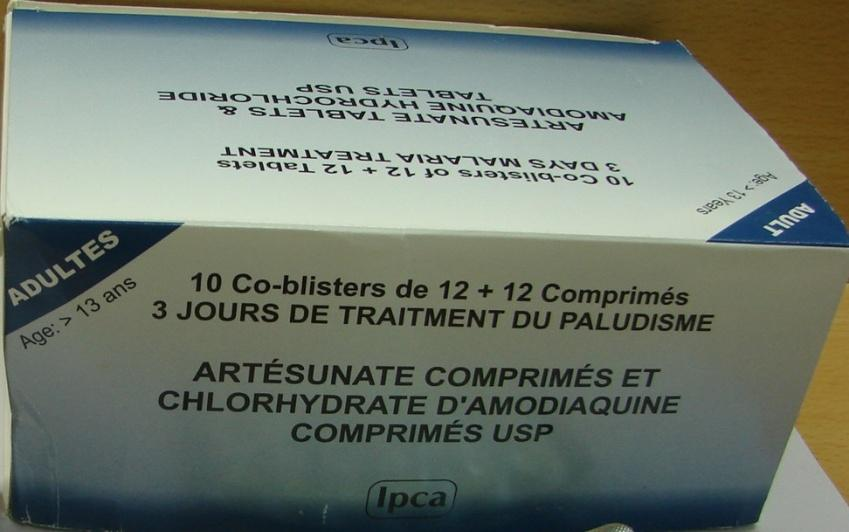 Ipca
ARTESUNATE TABLETS &
AMODIAQUINE HYDROCHLORIDE
TABLETS USP
10 Co-blisters of 12 + 12 Tablets
3 DAYS MALARIA TREATMENT
Age: > 13 Years
ADULT
ADULTES
Age: > 13 ans
10 Co-blisters de 12 + 12 Comprimés
3 JOURS DE TRAITMENT DU PALUDISME
ARTÉSUNATE COMPRIMÉS ET
CHLORHYDRATE D'AMODIAQUINE
COMPRIMÉS USP
Ipca